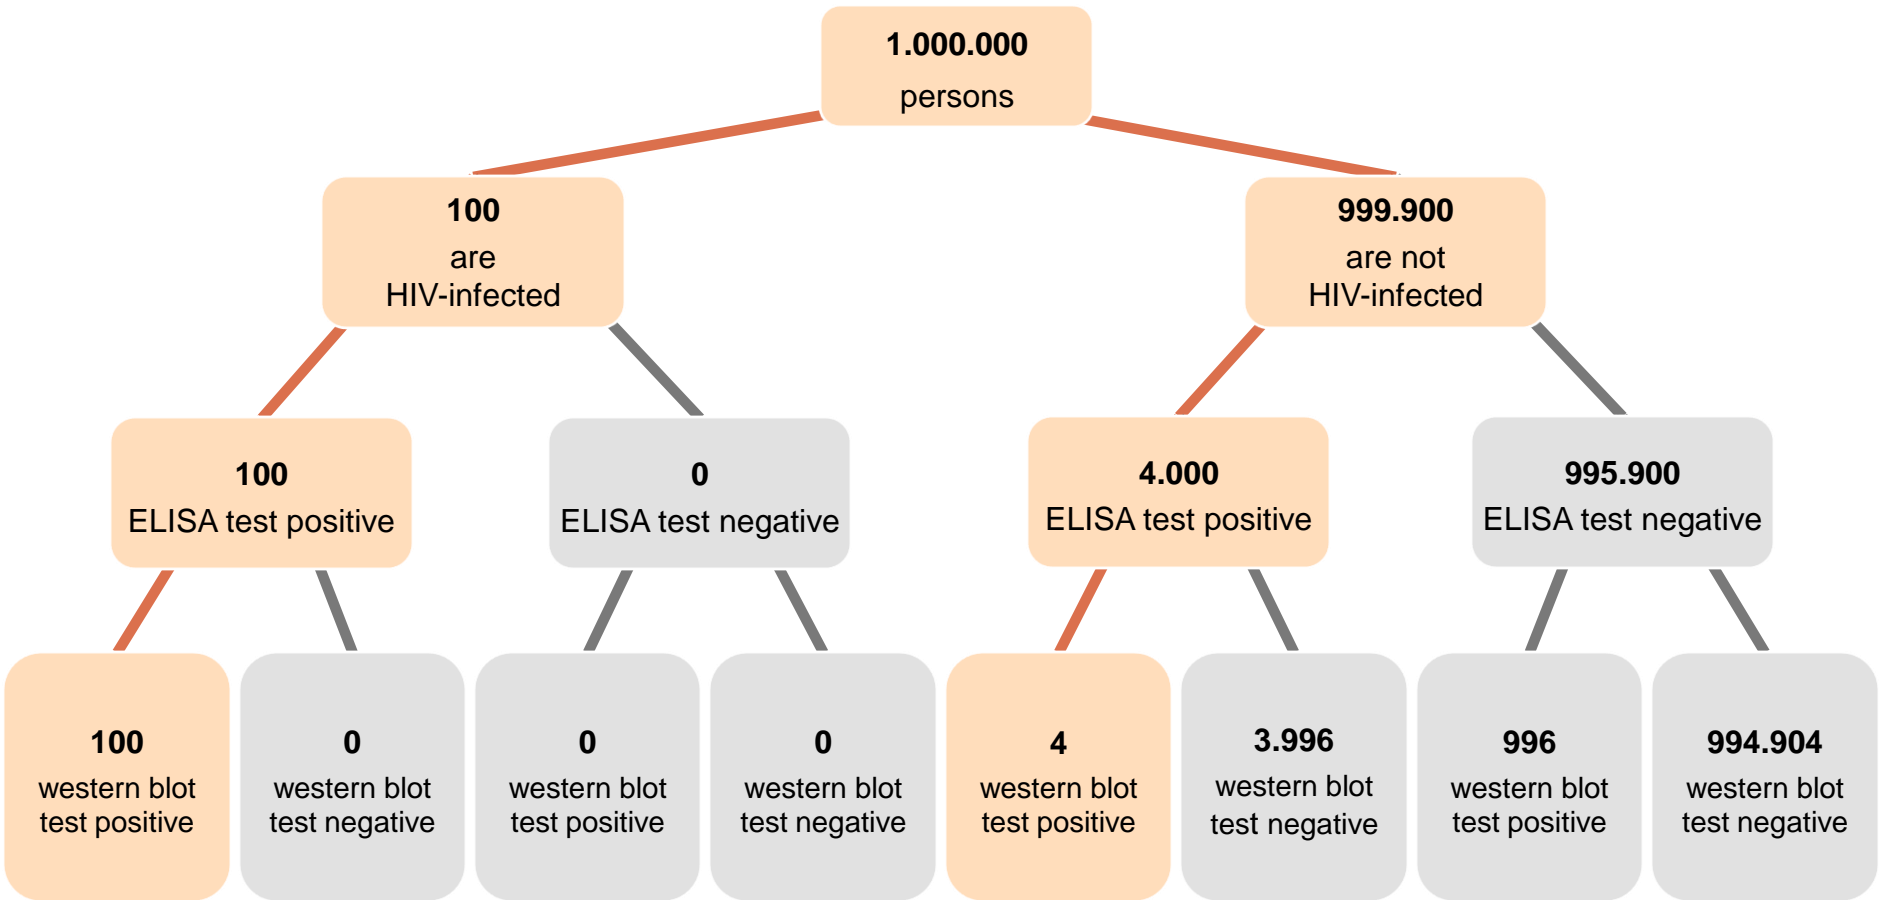 1.000.000
persons
100
are
HIV-infected
999.900
are not
HIV-infected
100
ELISA test positive
0
ELISA test negative
4.000
ELISA test positive
995.900
ELISA test negative
100
western blot
test positive
0
western blot
test negative
0
western blot
test positive
0
western blot
test negative
4
western blot
test positive
3.996
western blot
test negative
996
western blot
test positive
994.904
western blot
test negative